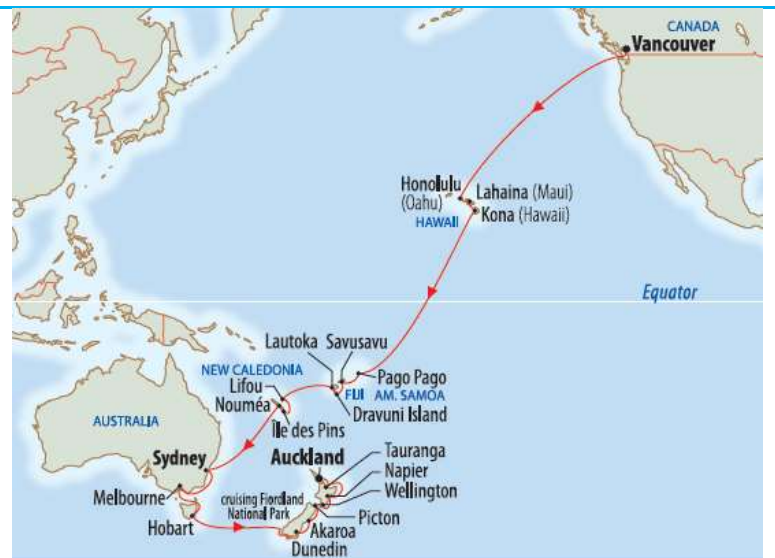 CANADA
Vancouver
Honolulu
(Oahu)
Lahaina (Maui)
Kona (Hawaii)
HAWAII
Equator
Savusavu
Lautoka
NEW CALEDONIA
Pago Pago
FIJI
AM. SAMOA
Lifou
Dravuni Island
Nouméa
Île des Pins
AUSTRALIA
Sydney
Auckland
Tauranga
Napier
Melbourne
Wellington
cruising Fiordland
National Park
Picton
Hobart
Akaroa
Dunedin